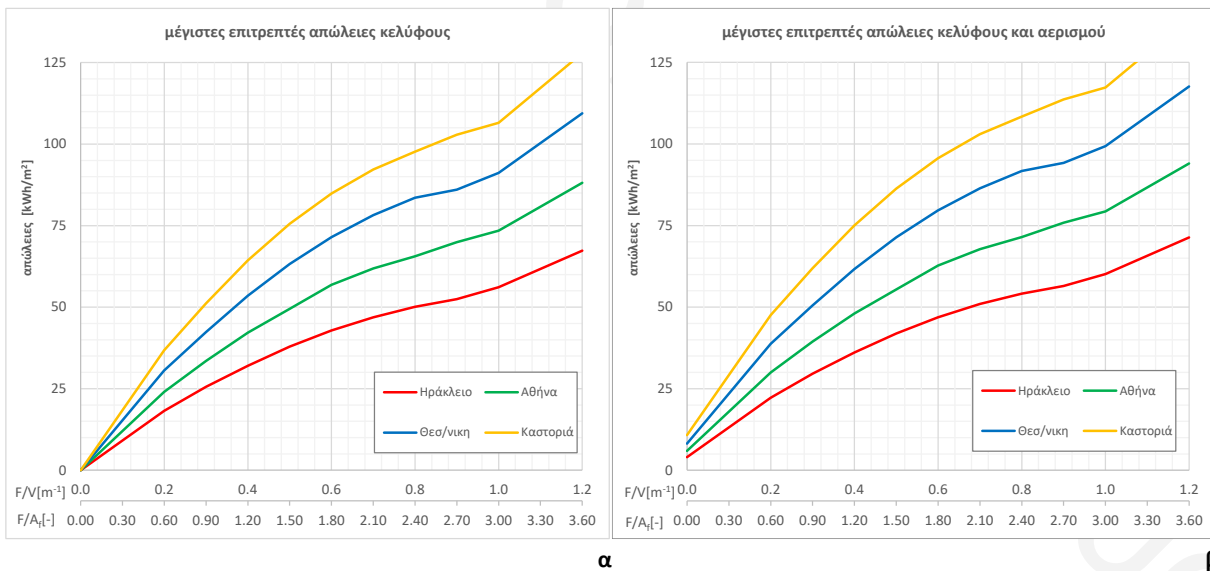 μέγιστες επιτρεπτές απώλειες κελύφους
απώλειες [kWh/m²]
125
100
75
50
25
0
Ηράκλειο Αθήνα
Θεσ/νικη Καστοριά
F/V[m⁻¹] 0.0 0.2 0.4 0.6 0.8 1.0 1.2
F/A_f[-] 0.00 0.30 0.60 0.90 1.20 1.50 1.80 2.10 2.40 2.70 3.00 3.30 3.60
α
μέγιστες επιτρεπτές απώλειες κελύφους και αερισμού
απώλειες [kWh/m²]
125
100
75
50
25
0
Ηράκλειο Αθήνα
Θεσ/νικη Καστοριά
F/V[m⁻¹] 0.0 0.2 0.4 0.6 0.8 1.0 1.2
F/A_f[-] 0.00 0.30 0.60 0.90 1.20 1.50 1.80 2.10 2.40 2.70 3.00 3.30 3.60